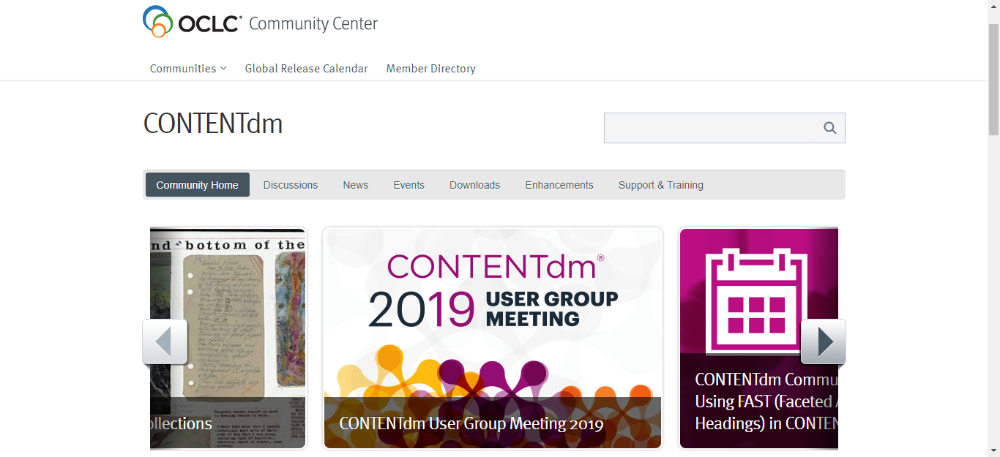 OCLC® Community Center
Communities Global Release Calendar Member Directory
CONTENTdm
Community Home Discussions News Events Downloads Enhancements Support & Training
nd bottom of the
ollections
CONTENTdm®
2019 USER GROUP
MEETING
CONTENTdm User Group Meeting 2019
CONTENTdm Commu
Using FAST (Faceted A
Headings) in CONTEN